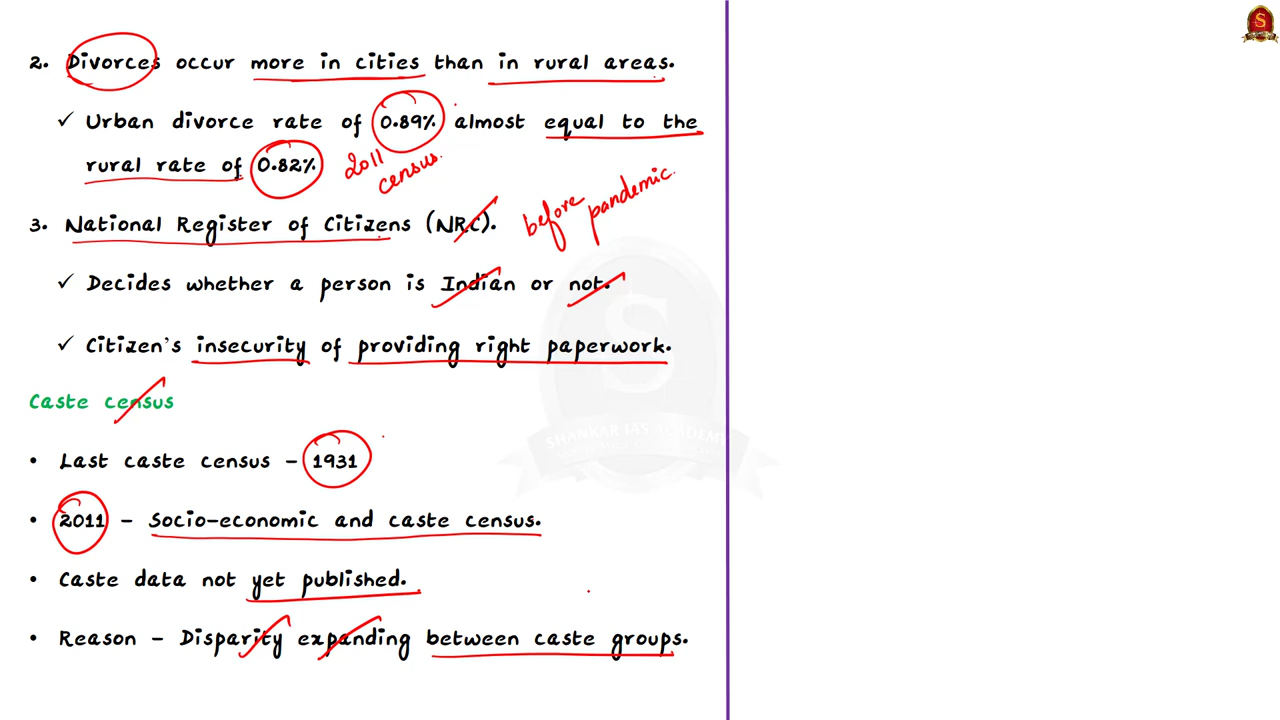 2. Divorces occur more in cities than in rural areas.
✓ Urban divorce rate of 0.89% almost equal to the
rural rate of 0.82% 2011 census.
3. National Register of Citizens (NRC). before pandemic.
✓ Decides whether a person is Indian or not.
✓ Citizen's insecurity of providing right paperwork.
Caste census
• Last caste census – 1931
• 2011 – Socio-economic and caste census.
• Caste data not yet published.
• Reason – Disparity expanding between caste groups.
S
SHANKAR IAS ACADEMY
S